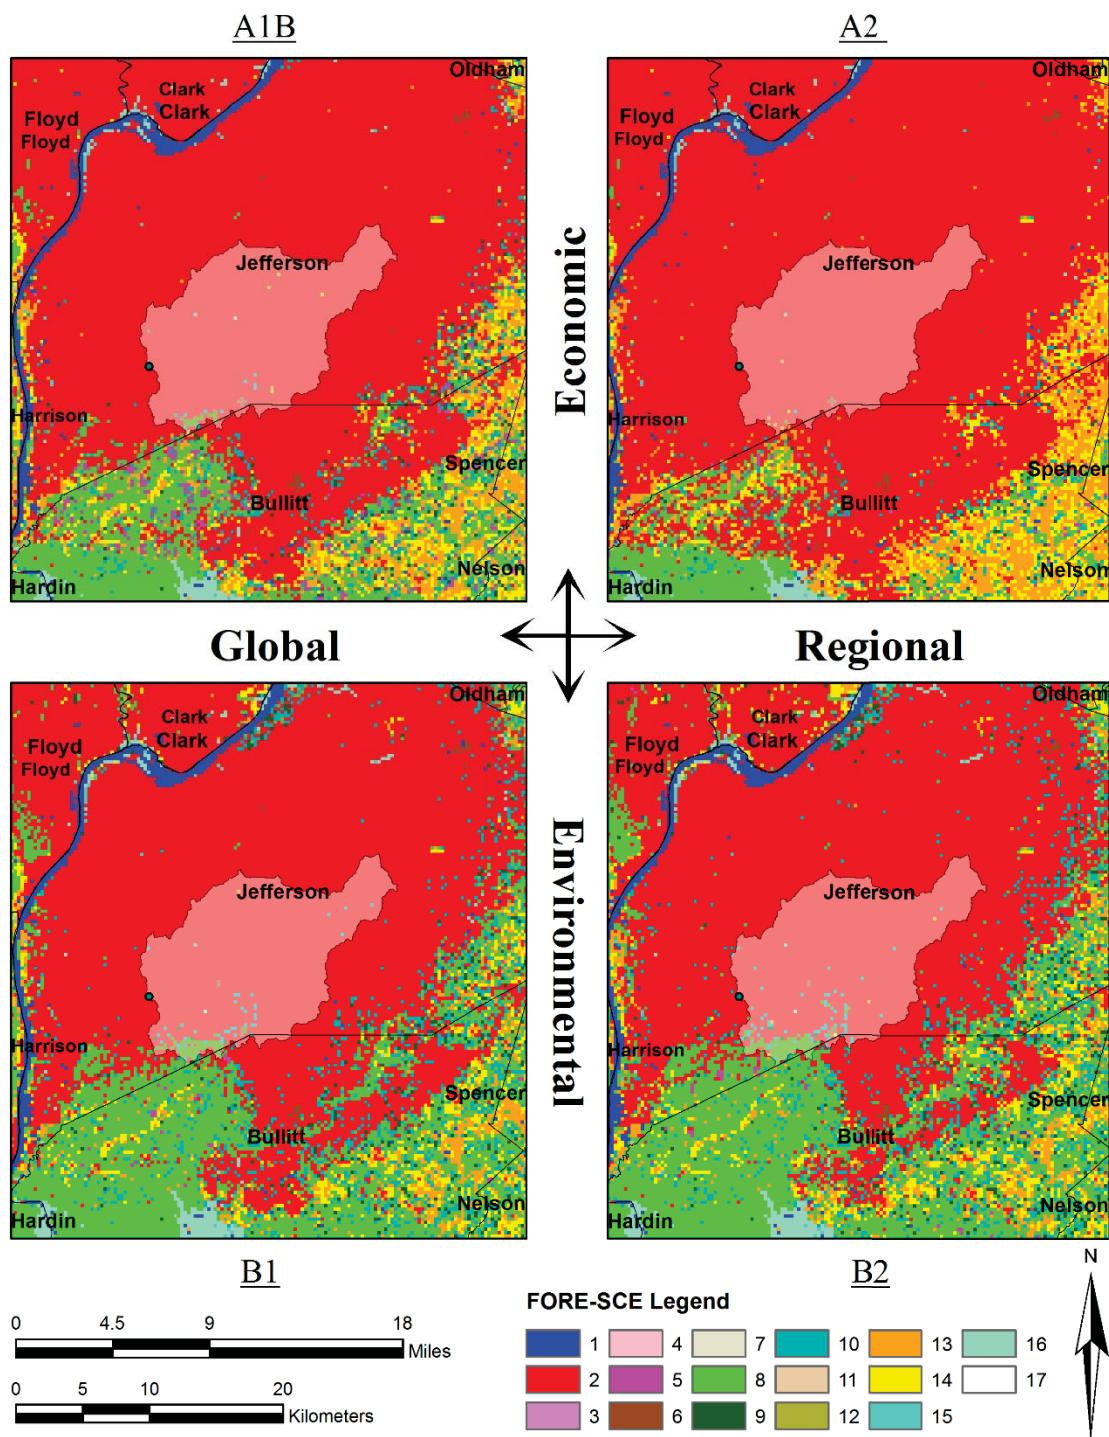 A1B
A2
Oldham
Clark
Clark
Floyd
Floyd
Jefferson
Harrison
Spencer
Bullitt
Nelson
Hardin
Oldham
Clark
Clark
Floyd
Floyd
Jefferson
Harrison
Spencer
Bullitt
Nelson
Hardin
Economic
Global
Regional
Environmental
Oldham
Clark
Clark
Floyd
Floyd
Jefferson
Harrison
Spencer
Bullitt
Nelson
Hardin
Oldham
Clark
Clark
Floyd
Floyd
Jefferson
Harrison
Spencer
Bullitt
Nelson
Hardin
B1
B2
N
0 4.5 9 18
Miles
0 5 10 20
Kilometers
FORE-SCE Legend
1 4 7 10 13 16
2 5 8 11 14 17
3 6 9 12 15